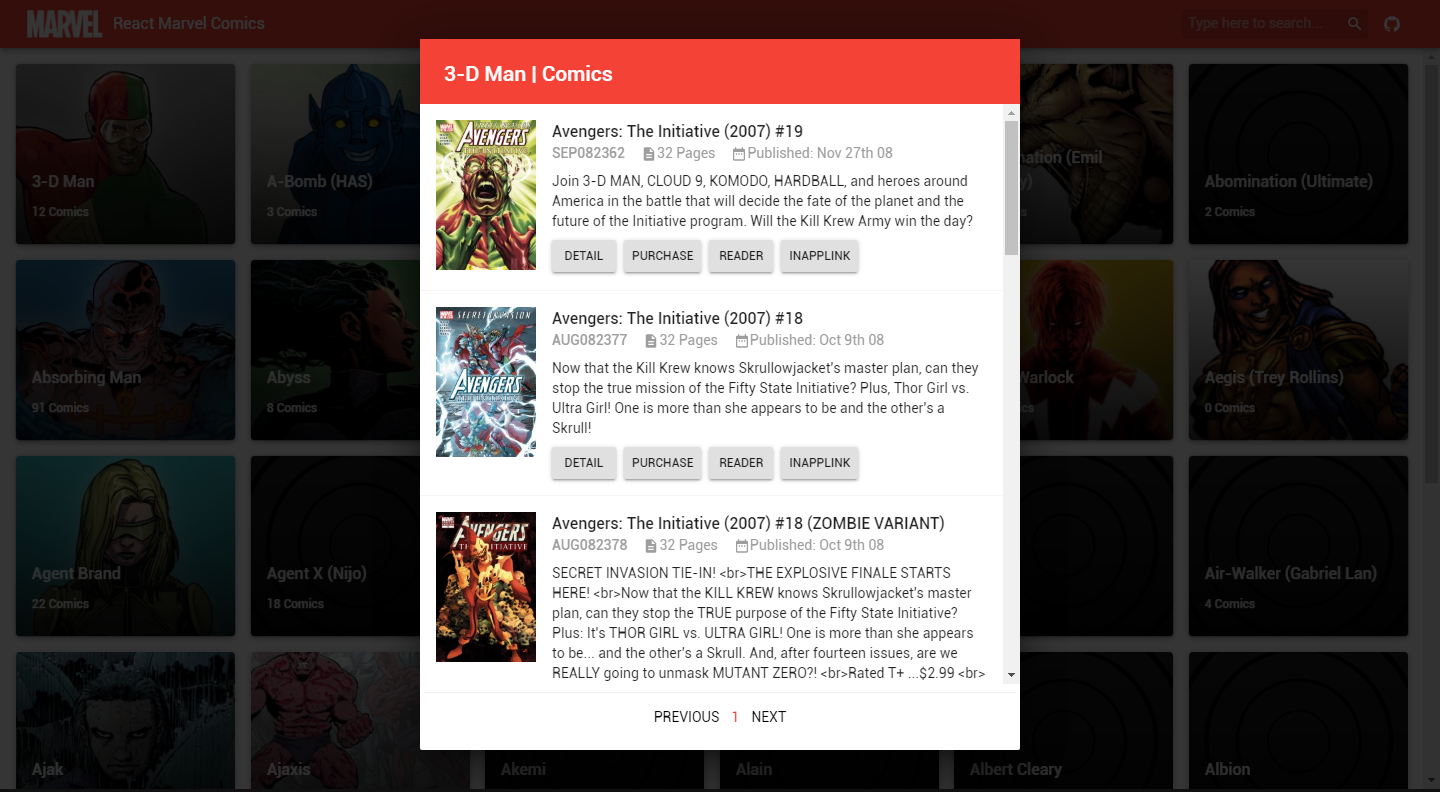 MARVEL
React Marvel Comics
Type here to search...
3-D Man | Comics
AVENGERS
THE INITIATIVE
Avengers: The Initiative (2007) #19
SEP082362 32 Pages Published: Nov 27th 08
Join 3-D MAN, CLOUD 9, KOMODO, HARDBALL, and heroes around
America in the battle that will decide the fate of the planet and the
future of the Initiative program. Will the Kill Krew Army win the day?
DETAIL PURCHASE READER INAPPLINK
SECRET INVASION
AVENGERS
Avengers: The Initiative (2007) #18
AUG082377 32 Pages Published: Oct 9th 08
Now that the Kill Krew knows Skrullowjacket's master plan, can they
stop the true mission of the Fifty State Initiative? Plus, Thor Girl vs.
Ultra Girl! One is more than she appears to be and the other's a
Skrull!
DETAIL PURCHASE READER INAPPLINK
AVENGERS
THE INITIATIVE
Avengers: The Initiative (2007) #18 (ZOMBIE VARIANT)
AUG082378 32 Pages Published: Oct 9th 08
SECRET INVASION TIE-IN! <br>THE EXPLOSIVE FINALE STARTS
HERE! <br>Now that the KILL KREW knows Skrullowjacket's master
plan, can they stop the TRUE purpose of the Fifty State Initiative?
Plus: It's THOR GIRL vs. ULTRA GIRL! One is more than she appears
to be... and the other's a Skrull. And, after fourteen issues, are we
REALLY going to unmask MUTANT ZERO?! <br>Rated T+ ...$2.99 <br>
PREVIOUS 1 NEXT
3-D Man
12 Comics
A-Bomb (HAS)
3 Comics
nation (Emil
Abomination (Ultimate)
2 Comics
Absorbing Man
91 Comics
Abyss
8 Comics
Warlock
Aegis (Trey Rollins)
0 Comics
Agent Brand
22 Comics
Agent X (Nijo)
18 Comics
Air-Walker (Gabriel Lan)
4 Comics
Ajak
Ajaxis
Akemi
Alain
Albert Cleary
Albion